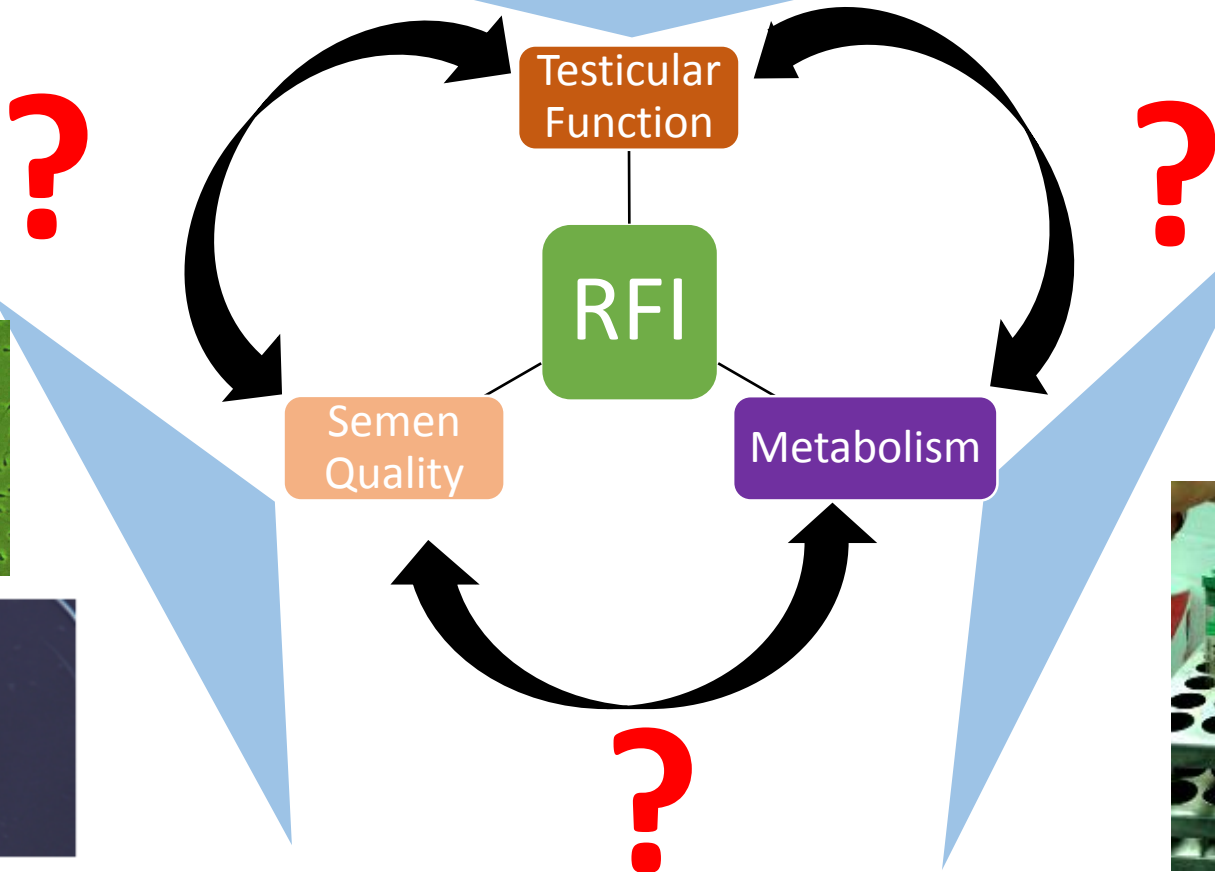 ?
?
Testicular
Function
RFI
Semen
Quality
Metabolism
?